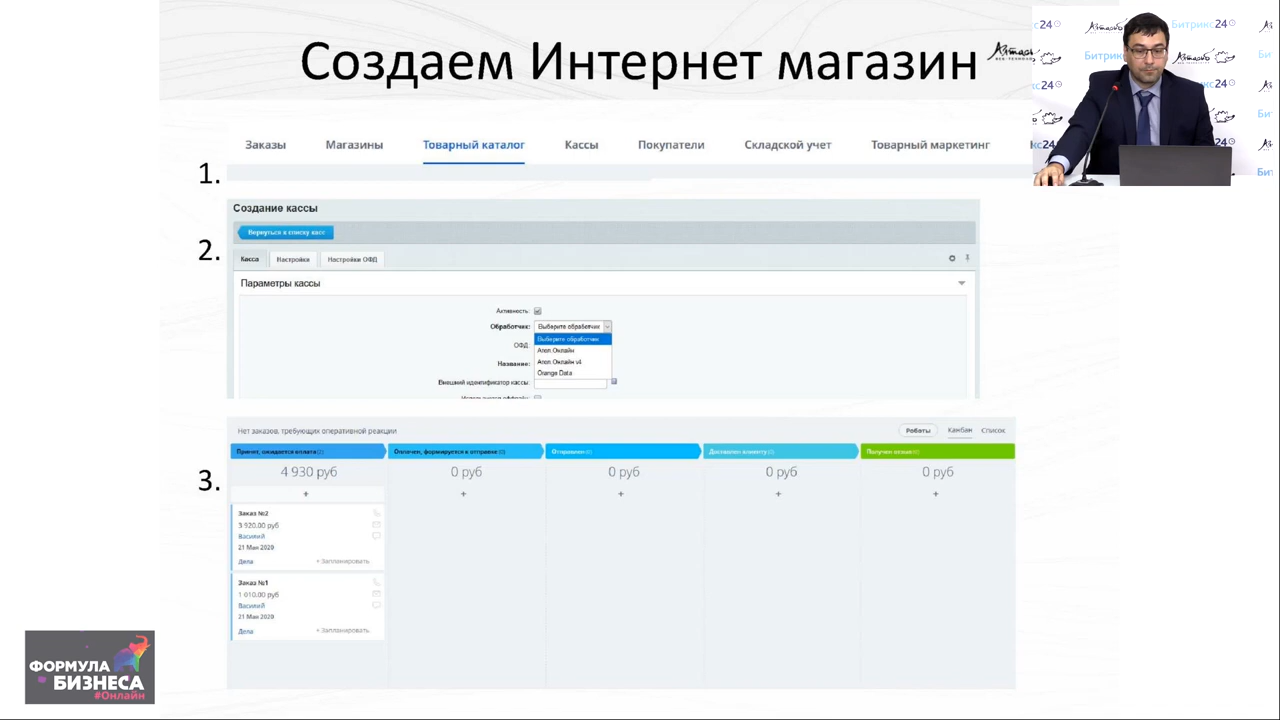 Создаем Интернет магазин
1.
Заказы Магазины Товарный каталог Кассы Покупатели Складской учет Товарный маркетинг
2.
Создание кассы
Вернуться к списку касс
Касса Настройки Настройки ОФД
Параметры кассы
Активность:
Обработчик: Выберите обработчик
Выберите обработчик
ОФД:
Атол.Онлайн
Название: Атол.Онлайн v4
Orange Data
Внешний идентификатор кассы:
3.
Нет заказов, требующих оперативной реакции
Роботы Канбан Список
Принят, ожидается оплата (2) Оплачен, формируется к отправке (0) Отправлен (0) Доставлен клиенту (0)
4 930 руб 0 руб 0 руб 0 руб 0 руб
+ + + + +
Заказ №2
3 920.00 руб
Василий
21 Мая 2020
Дела + Запланировать
Заказ №1
1 010.00 руб
Василий
21 Мая 2020
Дела + Запланировать
ФОРМУЛА
БИЗНЕСА
#Онлайн
Битрикс24